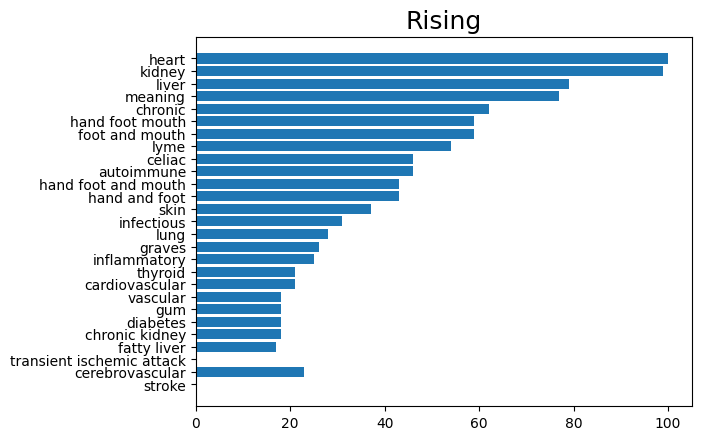 Rising
heart
kidney
liver
meaning
chronic
hand foot mouth
foot and mouth
lyme
celiac
autoimmune
hand foot and mouth
hand and foot
skin
infectious
lung
graves
inflammatory
thyroid
cardiovascular
vascular
gum
diabetes
chronic kidney
fatty liver
transient ischemic attack
cerebrovascular
stroke
0 20 40 60 80 100